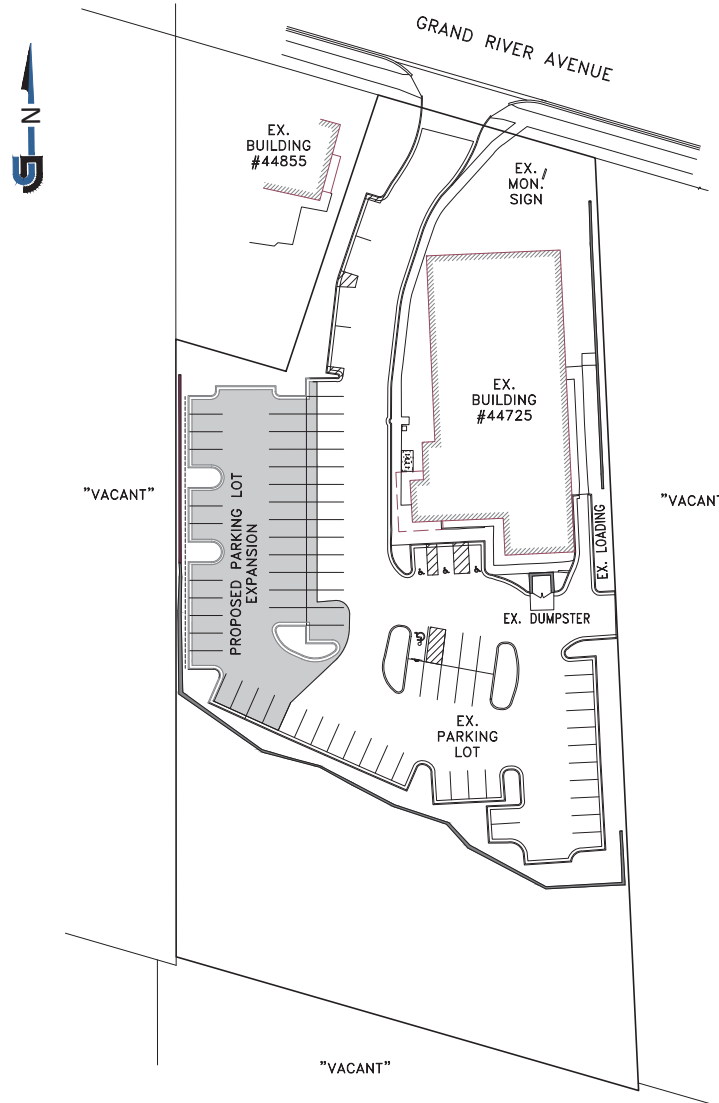 GRAND RIVER AVENUE
N
EX.
BUILDING
#44855
EX.
MON.
SIGN
EX.
BUILDING
#44725
"VACANT"
"VACAN
PROPOSED PARKING LOT
EXPANSION
EX. LOADING
EX. DUMPSTER
EX.
PARKING
LOT
"VACANT"